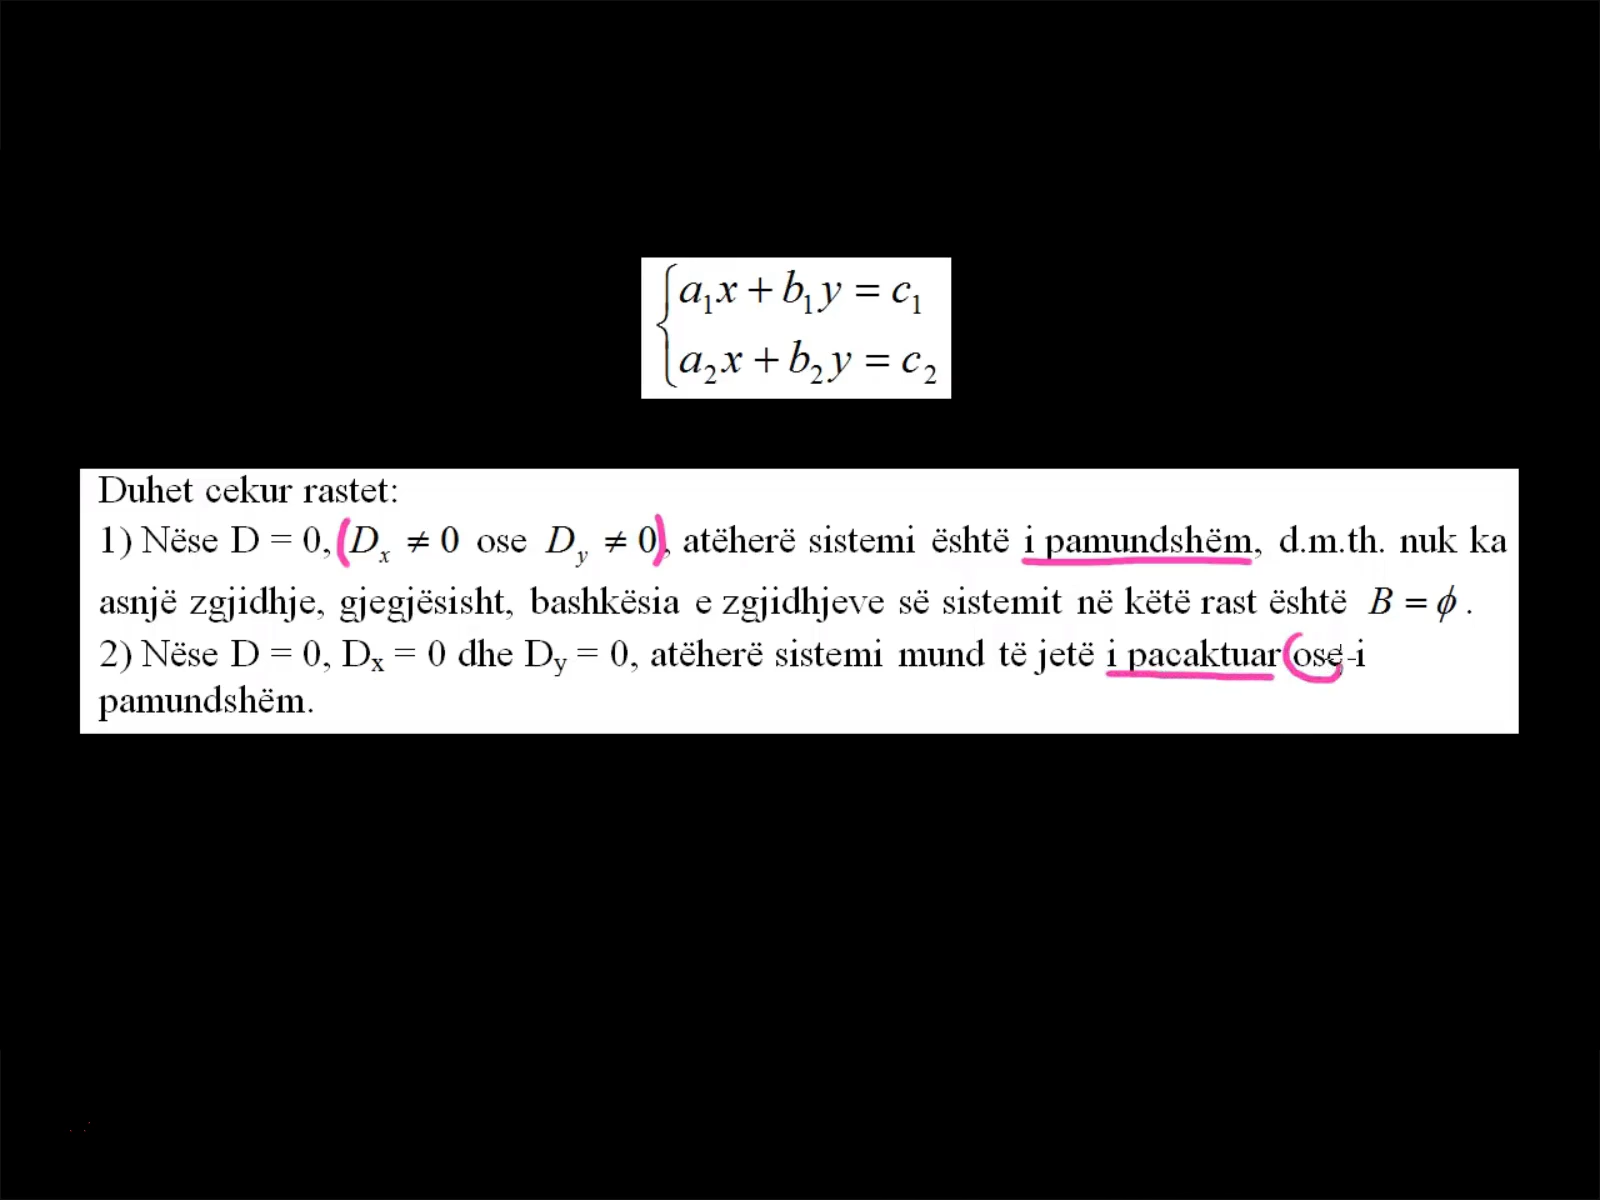 a₁x + b₁y = c₁
a₂x + b₂y = c₂
Duhet cekur rastet:
1) Nëse D = 0, (Dₓ ≠ 0 ose D_y ≠ 0), atëherë sistemi është i pamundshëm, d.m.th. nuk ka
asnjë zgjidhje, gjegjësisht, bashkësia e zgjidhjeve së sistemit në këtë rast është B = ϕ .
2) Nëse D = 0, Dₓ = 0 dhe D_y = 0, atëherë sistemi mund të jetë i pacaktuar ose i
pamundshëm.